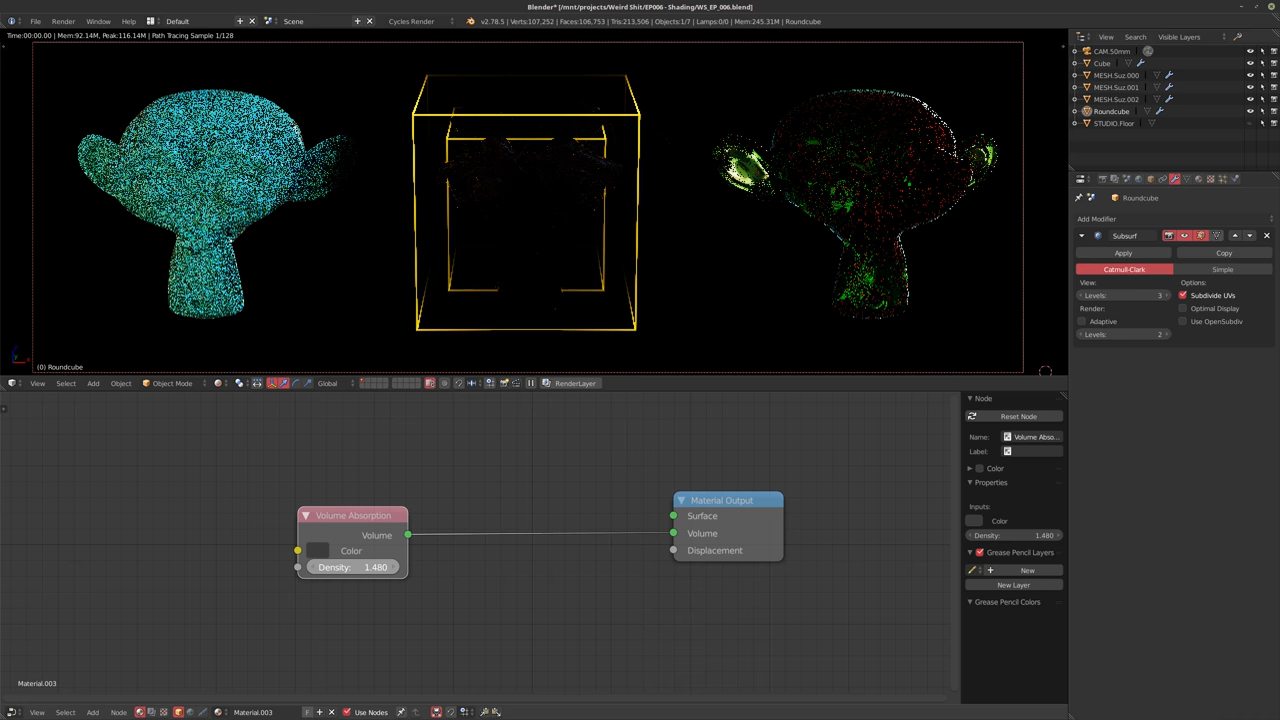 Blender* [/mnt/projects/Weird Shit/EP006 - Shading/WS_EP_006.blend]
File Render Window Help Default Scene Cycles Render v2.78.5 | Verts:107,252 | Faces:106,753 | Tris:213,506 | Objects:1/7 | Lamps:0/0 | Mem:245.31M | Roundcube
Time:00:00.00 | Mem:92.14M, Peak:116.14M | Path Tracing Sample 1/128
(0) Roundcube
View Select Add Object Object Mode Global RenderLayer
Volume Absorption
Volume
Color
Density: 1.480
Material Output
Surface
Volume
Displacement
Material.003
View Select Add Node Material.003 F Use Nodes
Node
Reset Node
Name: Volume Abso...
Label:
Color
Properties
Inputs:
Color
Density: 1.480
Grease Pencil Layers
New
New Layer
Grease Pencil Colors
View Search Visible Layers
CAM.50mm
Cube
MESH.Suz.000
MESH.Suz.001
MESH.Suz.002
Roundcube
STUDIO.Floor
Roundcube
Add Modifier
Subsurf
Apply Copy
Catmull-Clark Simple
View: Options:
Levels: 3 Subdivide UVs
Render: Optimal Display
Adaptive Use OpenSubdiv
Levels: 2